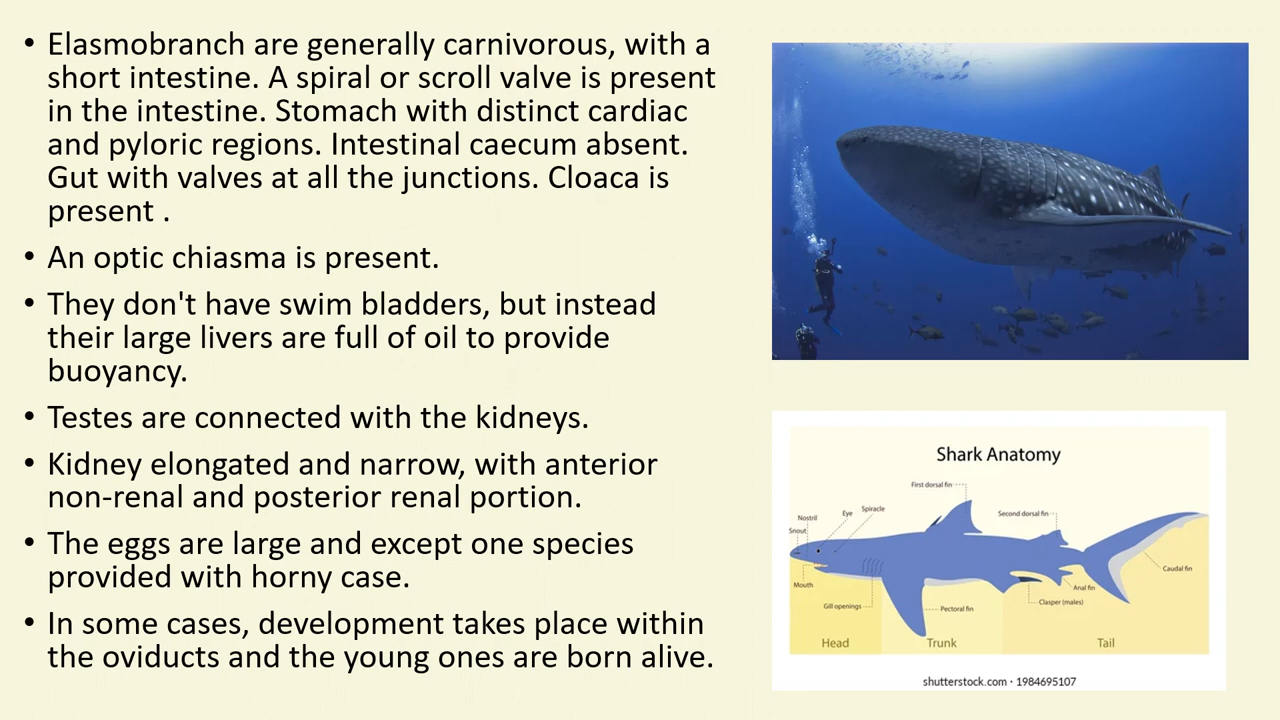 • Elasmobranch are generally carnivorous, with a
short intestine. A spiral or scroll valve is present
in the intestine. Stomach with distinct cardiac
and pyloric regions. Intestinal caecum absent.
Gut with valves at all the junctions. Cloaca is
present .
• An optic chiasma is present.
• They don't have swim bladders, but instead
their large livers are full of oil to provide
buoyancy.
• Testes are connected with the kidneys.
• Kidney elongated and narrow, with anterior
non-renal and posterior renal portion.
• The eggs are large and except one species
provided with horny case.
• In some cases, development takes place within
the oviducts and the young ones are born alive.
Shark Anatomy
First dorsal fin
Spiracle
Eye
Second dorsal fin
Nostril
Snout
Caudal fin
Mouth
Anal fin
Clasper (males)
Gill openings
Pectoral fin
Head
Trunk
Tail
shutterstock.com · 1984695107